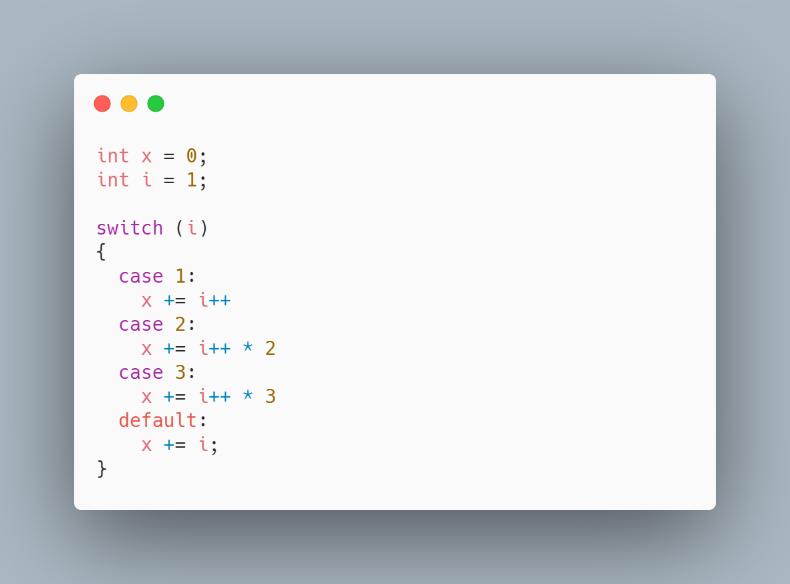 int x = 0;
int i = 1;

switch (i)
{
  case 1:
    x += i++
  case 2:
    x += i++ * 2
  case 3:
    x += i++ * 3
  default:
    x += i;
}